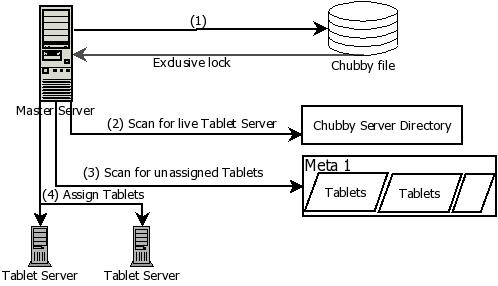 (1)
Exclusive lock
Chubby file
Master Server
(2) Scan for live Tablet Server
Chubby Server Directory
Meta 1
(3) Scan for unassigned Tablets
Tablets
Tablets
(4) Assign Tablets
Tablet Server
Tablet Server